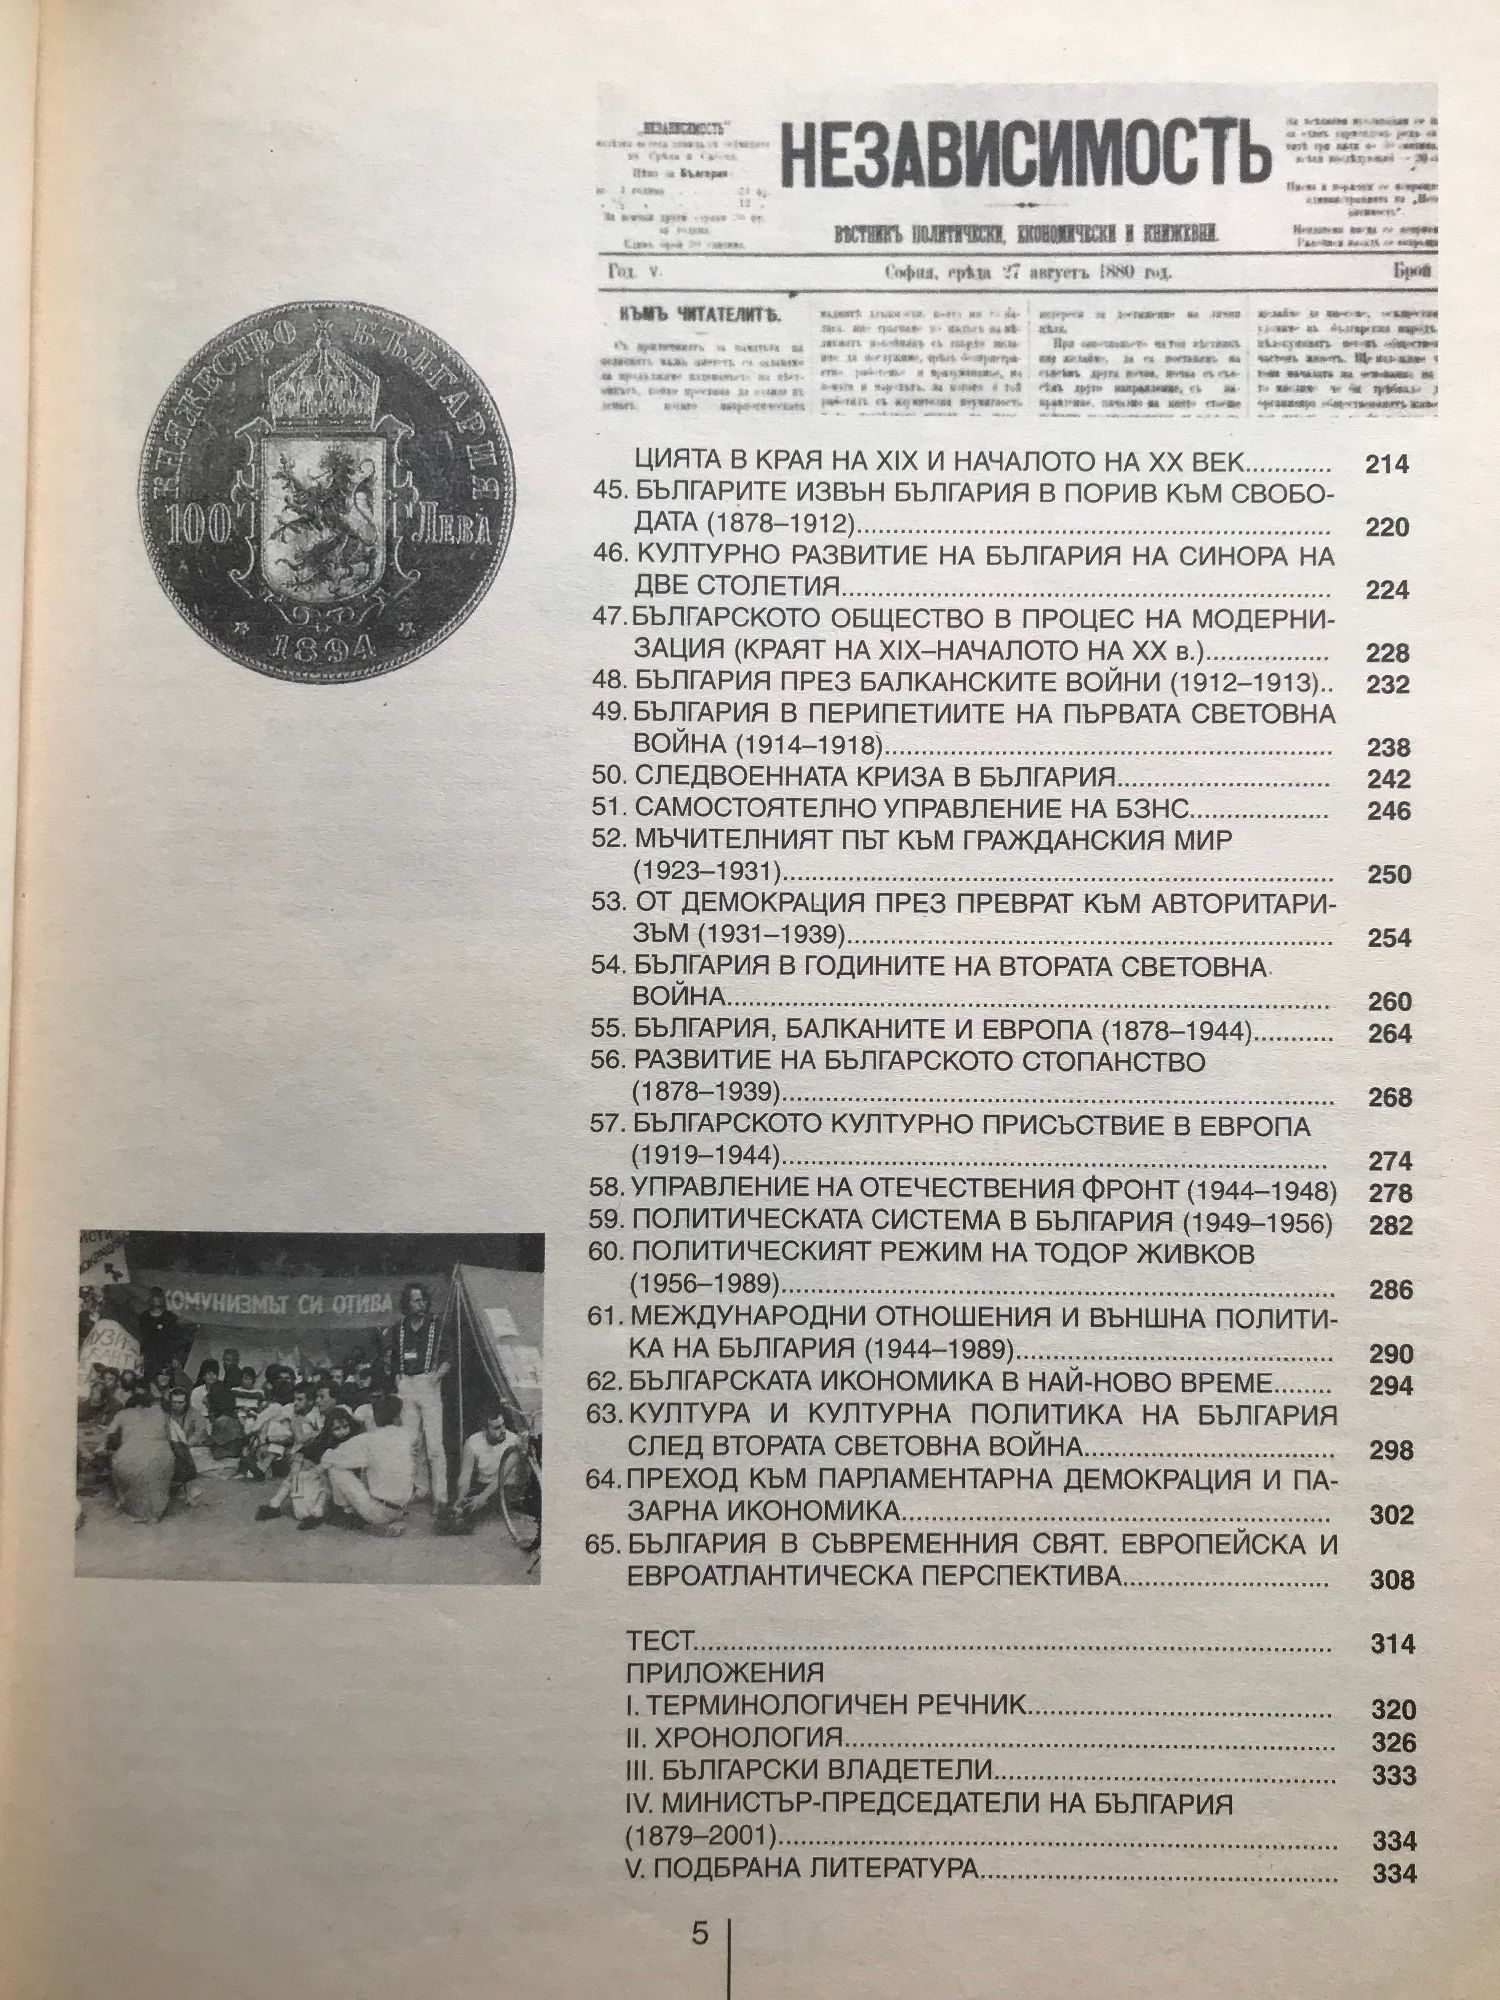 „НЕЗАВИСИМОСТЬ"
НЕЗАВИСИМОСТЬ
ВѢСТНИКЪ ПОЛИТИЧЕСКИ, ЕКОНОМИЧЕСКИ И КНИЖЕВНИ.
Год V.
София, срѣда 27 августъ 1880 год.
Брой
КЪМЪ ЧИТАТЕЛИТѢ.
КНЯЖЕСТВО БЪЛГАРИЯ
100 ЛЕВА
1894
ЦИЯТА В КРАЯ НА XIX И НАЧАЛОТО НА XX ВЕК............ 214
45. БЪЛГАРИТЕ ИЗВЪН БЪЛГАРИЯ В ПОРИВ КЪМ СВОБО-
ДАТА (1878–1912)............ 220
46. КУЛТУРНО РАЗВИТИЕ НА БЪЛГАРИЯ НА СИНОРА НА
ДВЕ СТОЛЕТИЯ............ 224
47. БЪЛГАРСКОТО ОБЩЕСТВО В ПРОЦЕС НА МОДЕРНИ-
ЗАЦИЯ (КРАЯТ НА XIX–НАЧАЛОТО НА XX в.)............ 228
48. БЪЛГАРИЯ ПРЕЗ БАЛКАНСКИТЕ ВОЙНИ (1912–1913).. 232
49. БЪЛГАРИЯ В ПЕРИПЕТИИТЕ НА ПЪРВАТА СВЕТОВНА
ВОЙНА (1914–1918)............ 238
50. СЛЕДВОЕННАТА КРИЗА В БЪЛГАРИЯ............ 242
51. САМОСТОЯТЕЛНО УПРАВЛЕНИЕ НА БЗНС............ 246
52. МЪЧИТЕЛНИЯТ ПЪТ КЪМ ГРАЖДАНСКИЯ МИР
(1923–1931)............ 250
53. ОТ ДЕМОКРАЦИЯ ПРЕЗ ПРЕВРАТ КЪМ АВТОРИТАРИ-
ЗЪМ (1931–1939)............ 254
54. БЪЛГАРИЯ В ГОДИНИТЕ НА ВТОРАТА СВЕТОВНА
ВОЙНА............ 260
55. БЪЛГАРИЯ, БАЛКАНИТЕ И ЕВРОПА (1878–1944)............ 264
56. РАЗВИТИЕ НА БЪЛГАРСКОТО СТОПАНСТВО
(1878–1939)............ 268
57. БЪЛГАРСКОТО КУЛТУРНО ПРИСЪСТВИЕ В ЕВРОПА
(1919–1944)............ 274
58. УПРАВЛЕНИЕ НА ОТЕЧЕСТВЕНИЯ ФРОНТ (1944–1948) 278
59. ПОЛИТИЧЕСКАТА СИСТЕМА В БЪЛГАРИЯ (1949–1956) 282
60. ПОЛИТИЧЕСКИЯТ РЕЖИМ НА ТОДОР ЖИВКОВ
(1956–1989)............ 286
61. МЕЖДУНАРОДНИ ОТНОШЕНИЯ И ВЪНШНА ПОЛИТИ-
КА НА БЪЛГАРИЯ (1944–1989)............ 290
62. БЪЛГАРСКАТА ИКОНОМИКА В НАЙ-НОВО ВРЕМЕ........ 294
63. КУЛТУРА И КУЛТУРНА ПОЛИТИКА НА БЪЛГАРИЯ
СЛЕД ВТОРАТА СВЕТОВНА ВОЙНА............ 298
64. ПРЕХОД КЪМ ПАРЛАМЕНТАРНА ДЕМОКРАЦИЯ И ПА-
ЗАРНА ИКОНОМИКА............ 302
65. БЪЛГАРИЯ В СЪВРЕМЕННИЯ СВЯТ. ЕВРОПЕЙСКА И
ЕВРОАТЛАНТИЧЕСКА ПЕРСПЕКТИВА............ 308
КОМУНИЗМЪТ СИ ОТИВА
ТЕСТ............ 314
ПРИЛОЖЕНИЯ
I. ТЕРМИНОЛОГИЧЕН РЕЧНИК............ 320
II. ХРОНОЛОГИЯ............ 326
III. БЪЛГАРСКИ ВЛАДЕТЕЛИ............ 333
IV. МИНИСТЪР-ПРЕДСЕДАТЕЛИ НА БЪЛГАРИЯ
(1879–2001)............ 334
V. ПОДБРАНА ЛИТЕРАТУРА............ 334
5